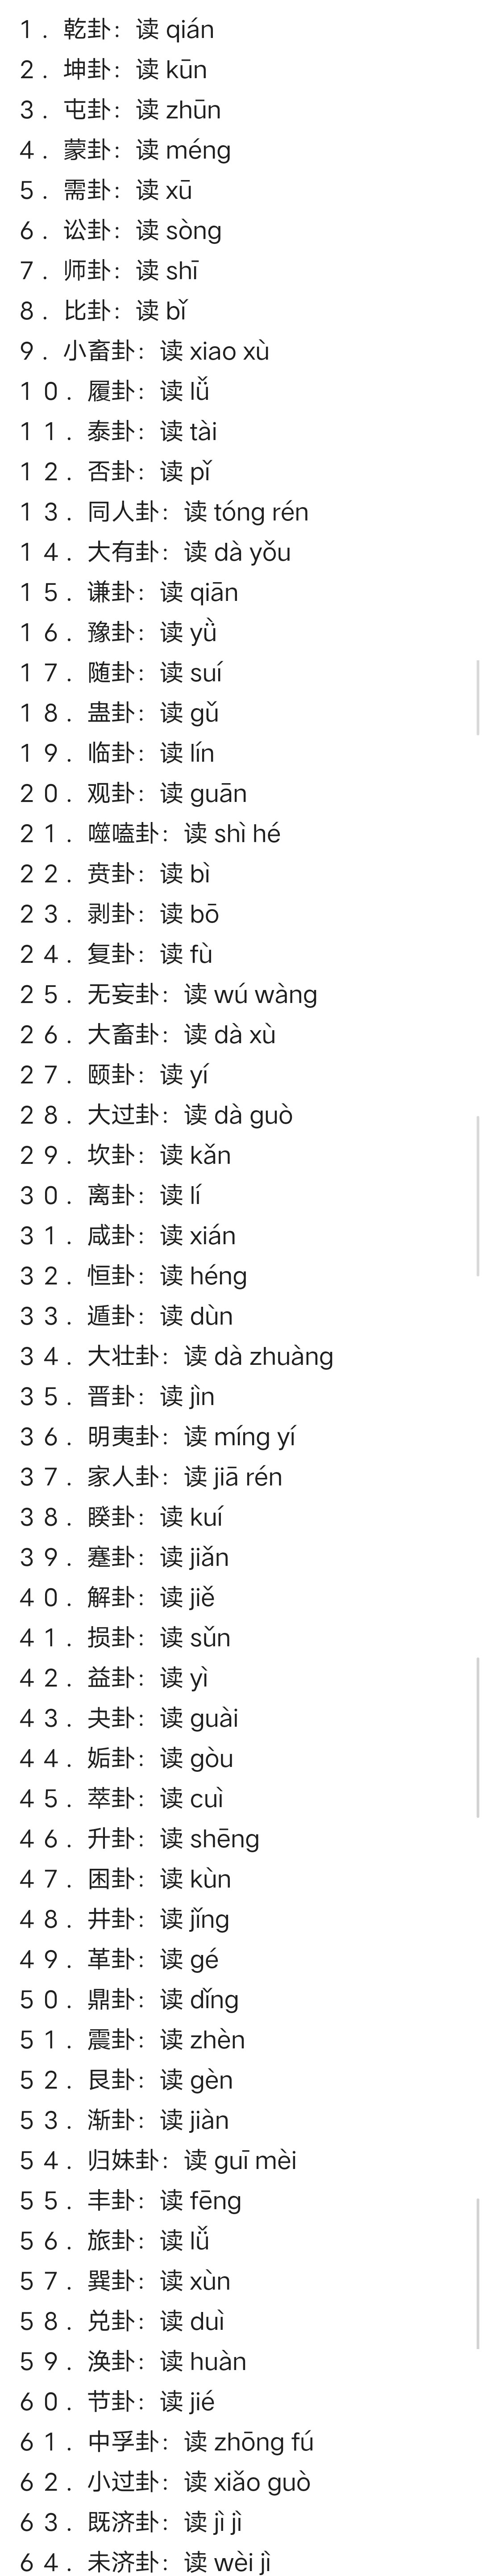 1．乾卦：读 qián
2．坤卦：读 kūn
3．屯卦：读 zhūn
4．蒙卦：读 méng
5．需卦：读 xū
6．讼卦：读 sòng
7．师卦：读 shī
8．比卦：读 bǐ
9．小畜卦：读 xiao xù
10．履卦：读 lǚ
11．泰卦：读 tài
12．否卦：读 pǐ
13．同人卦：读 tóng rén
14．大有卦：读 dà yǒu
15．谦卦：读 qiān
16．豫卦：读 yǜ
17．随卦：读 suí
18．蛊卦：读 gǔ
19．临卦：读 lín
20．观卦：读 guān
21．噬嗑卦：读 shì hé
22．贲卦：读 bì
23．剥卦：读 bō
24．复卦：读 fù
25．无妄卦：读 wú wàng
26．大畜卦：读 dà xù
27．颐卦：读 yí
28．大过卦：读 dà guò
29．坎卦：读 kǎn
30．离卦：读 lí
31．咸卦：读 xián
32．恒卦：读 héng
33．遁卦：读 dùn
34．大壮卦：读 dà zhuàng
35．晋卦：读 jìn
36．明夷卦：读 míng yí
37．家人卦：读 jiā rén
38．睽卦：读 kuí
39．蹇卦：读 jiǎn
40．解卦：读 jiě
41．损卦：读 sǔn
42．益卦：读 yì
43．夬卦：读 guài
44．姤卦：读 gòu
45．萃卦：读 cuì
46．升卦：读 shēng
47．困卦：读 kùn
48．井卦：读 jǐng
49．革卦：读 gé
50．鼎卦：读 dǐng
51．震卦：读 zhèn
52．艮卦：读 gèn
53．渐卦：读 jiàn
54．归妹卦：读 guī mèi
55．丰卦：读 fēng
56．旅卦：读 lǚ
57．巽卦：读 xùn
58．兑卦：读 duì
59．涣卦：读 huàn
60．节卦：读 jié
61．中孚卦：读 zhōng fú
62．小过卦：读 xiǎo guò
63．既济卦：读 jì jì
64．未济卦：读 wèi jì